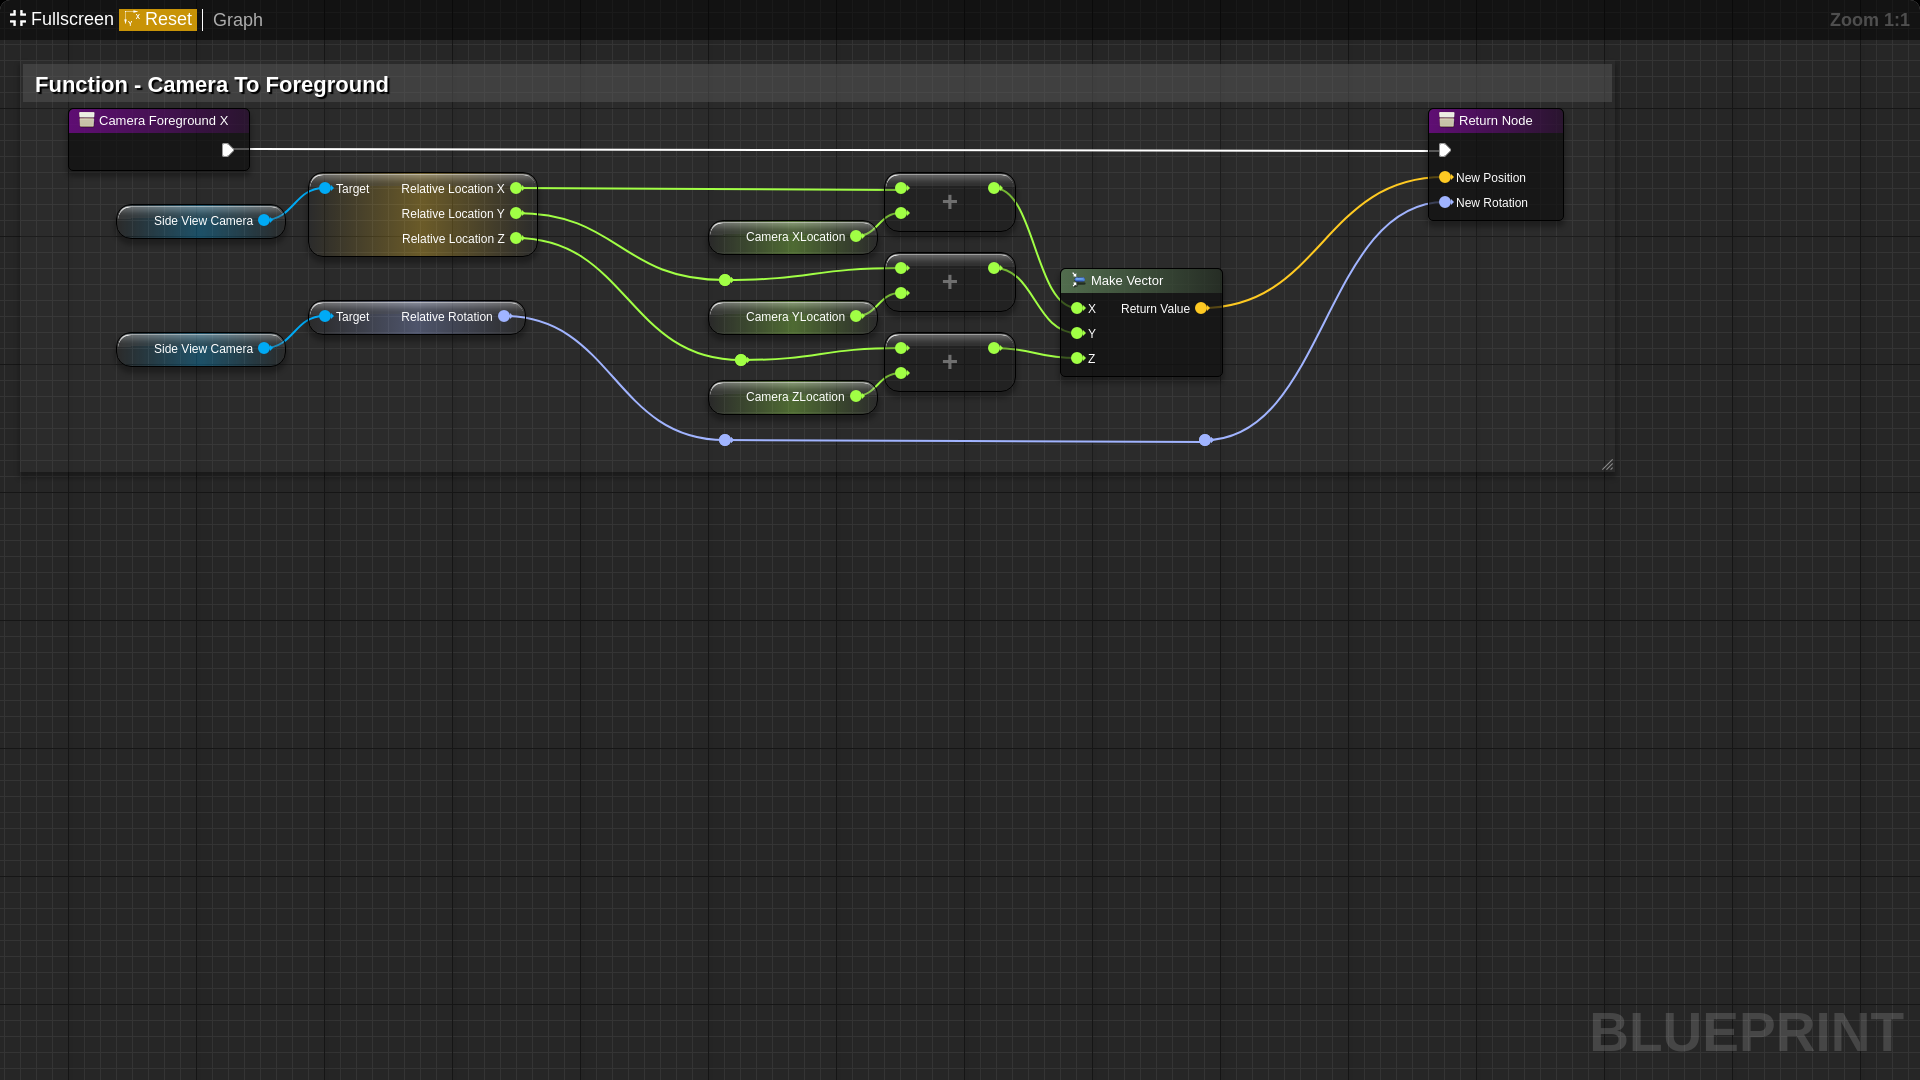 Fullscreen Reset Graph Zoom 1:1
Function - Camera To Foreground
Camera Foreground X
Return Node
New Position
New Rotation
Side View Camera
Target Relative Location X
Relative Location Y
Relative Location Z
Camera XLocation
+
Camera YLocation
+
Camera ZLocation
+
Side View Camera
Target Relative Rotation
Make Vector
X Return Value
Y
Z
BLUEPRINT